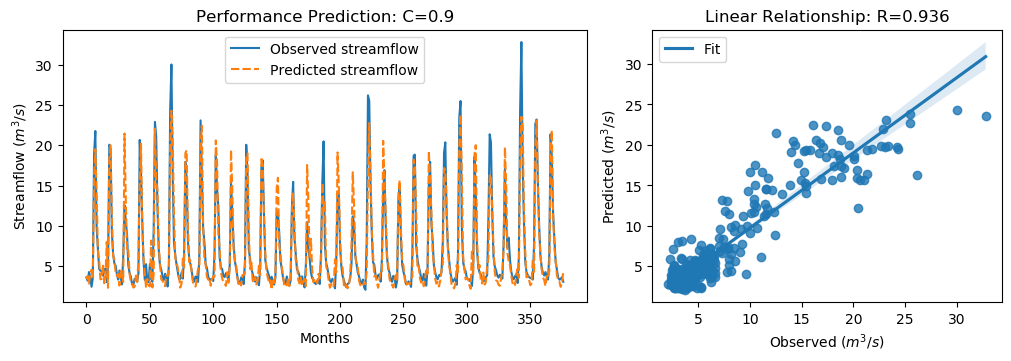 Performance Prediction: C=0.9
Observed streamflow
Predicted streamflow
Streamflow (m³/s)
30
25
20
15
10
5
0
50
100
150
200
250
300
350
Months
Linear Relationship: R=0.936
Fit
Predicted (m³/s)
30
25
20
15
10
5
5
10
15
20
25
30
Observed (m³/s)